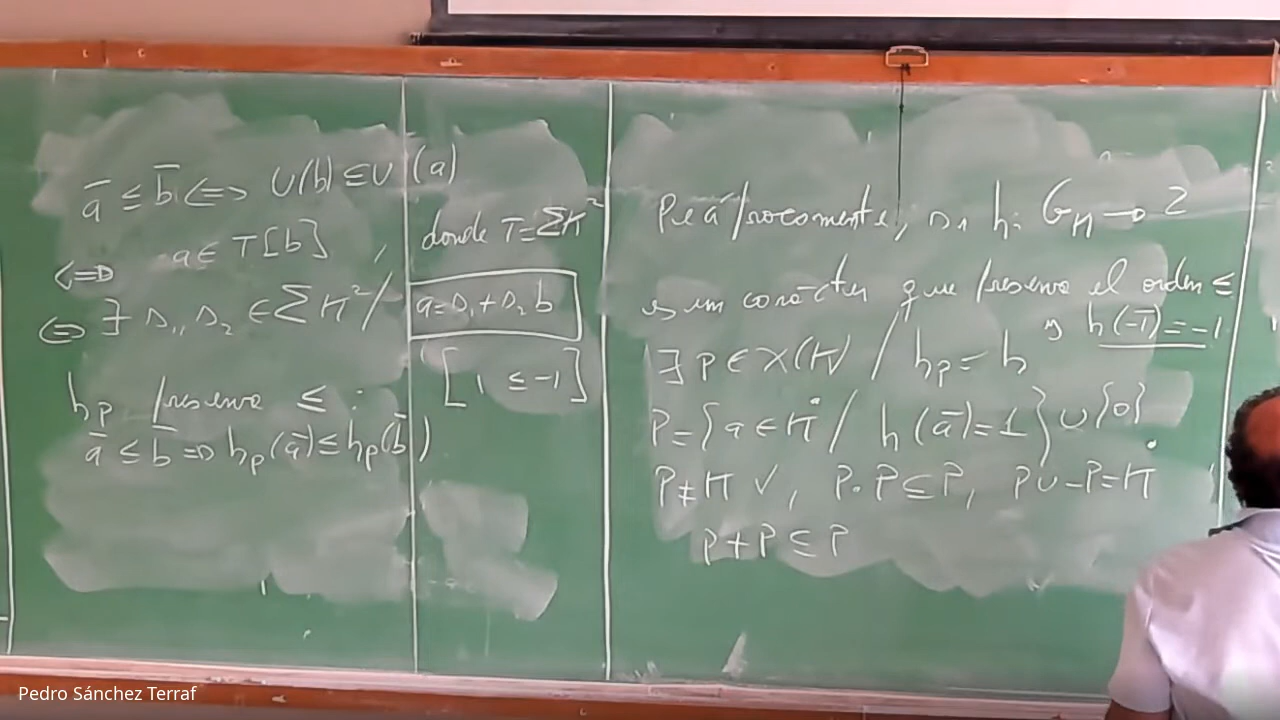 ā ≤ b̄ ⟺ U(b) ⊆ U(a)
⟺ a ∈ T[b], donde T = ΣK²
⟺ ∃ s₁, s₂ ∈ ΣK² / a = s₁ + s₂ b
[1 ≤ -1]
h_P preserva ≤ :
ā ≤ b̄ ⇒ h_P(ā) ≤ h_P(b̄)
Recíprocamente, si h: G_K → 2
es un carácter que preserva el orden ≤
y h(-1̄) = -1
∃ P ∈ X(K) / h_P = h
P = {a ∈ K̇ / h(ā) = 1} ∪ {0}
P ≠ K ✓, P · P ⊆ P, P ∪ -P = K
P + P ⊆ P
Pedro Sánchez Terraf